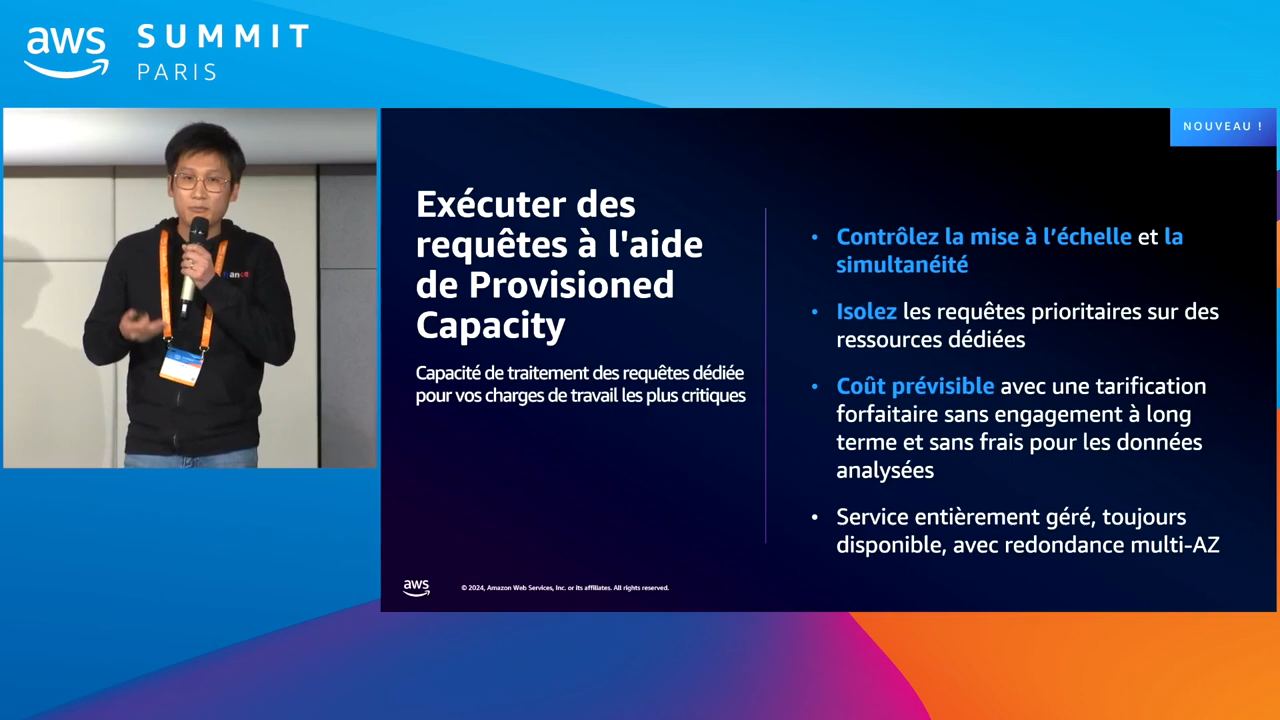 aws
SUMMIT
PARIS
NOUVEAU !
Exécuter des
requêtes à l'aide
de Provisioned
Capacity
Capacité de traitement des requêtes dédiée
pour vos charges de travail les plus critiques
• Contrôlez la mise à l’échelle et la
simultanéité
• Isolez les requêtes prioritaires sur des
ressources dédiées
• Coût prévisible avec une tarification
forfaitaire sans engagement à long
terme et sans frais pour les données
analysées
• Service entièrement géré, toujours
disponible, avec redondance multi-AZ
aws
© 2024, Amazon Web Services, Inc. or its affiliates. All rights reserved.